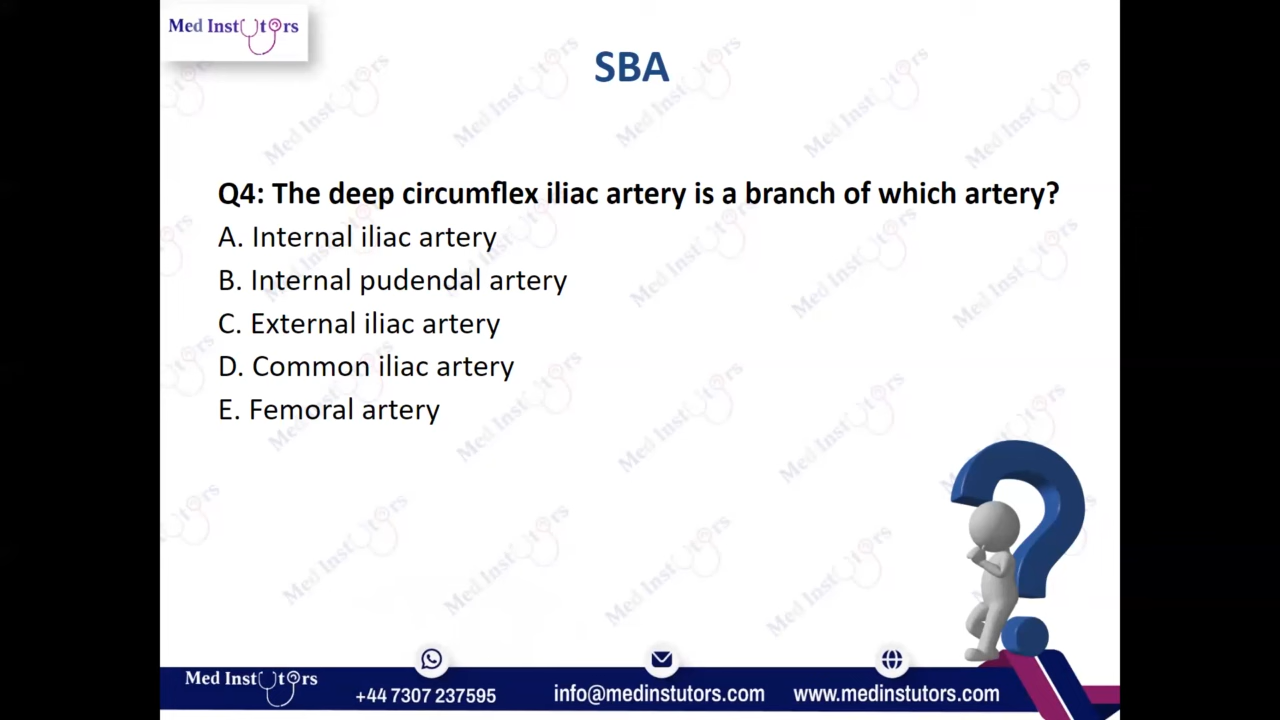 Med Instutors
SBA
Q4: The deep circumflex iliac artery is a branch of which artery?
A. Internal iliac artery
B. Internal pudendal artery
C. External iliac artery
D. Common iliac artery
E. Femoral artery
Med Instutors
+44 7307 237595
info@medinstutors.com
www.medinstutors.com